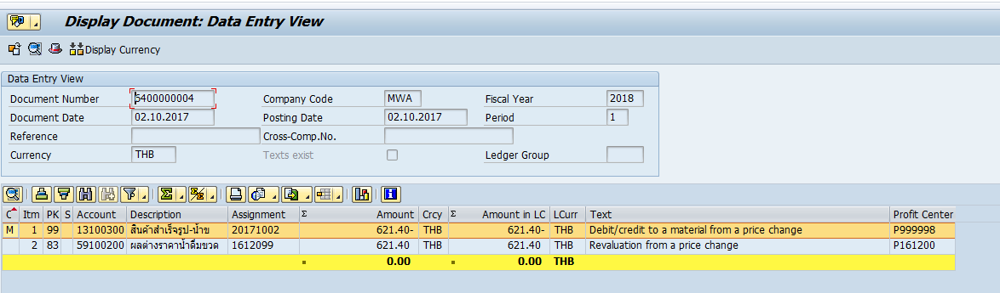 Display Document: Data Entry View
Display Currency
Data Entry View
Document Number 5400000004 Company Code MWA Fiscal Year 2018
Document Date 02.10.2017 Posting Date 02.10.2017 Period 1
Reference Cross-Comp.No.
Currency THB Texts exist Ledger Group
C Itm PK S Account Description Assignment Σ Amount Crcy Σ Amount in LC LCurr Text Profit Center
M 1 99 13100300 สินค้าสำเร็จรูป-น้ำข 20171002 621.40- THB 621.40- THB Debit/credit to a material from a price change P999998
2 83 59100200 ผลต่างราคาน้ำดื่มขวด 1612099 621.40 THB 621.40 THB Revaluation from a price change P161200
0.00 0.00 THB